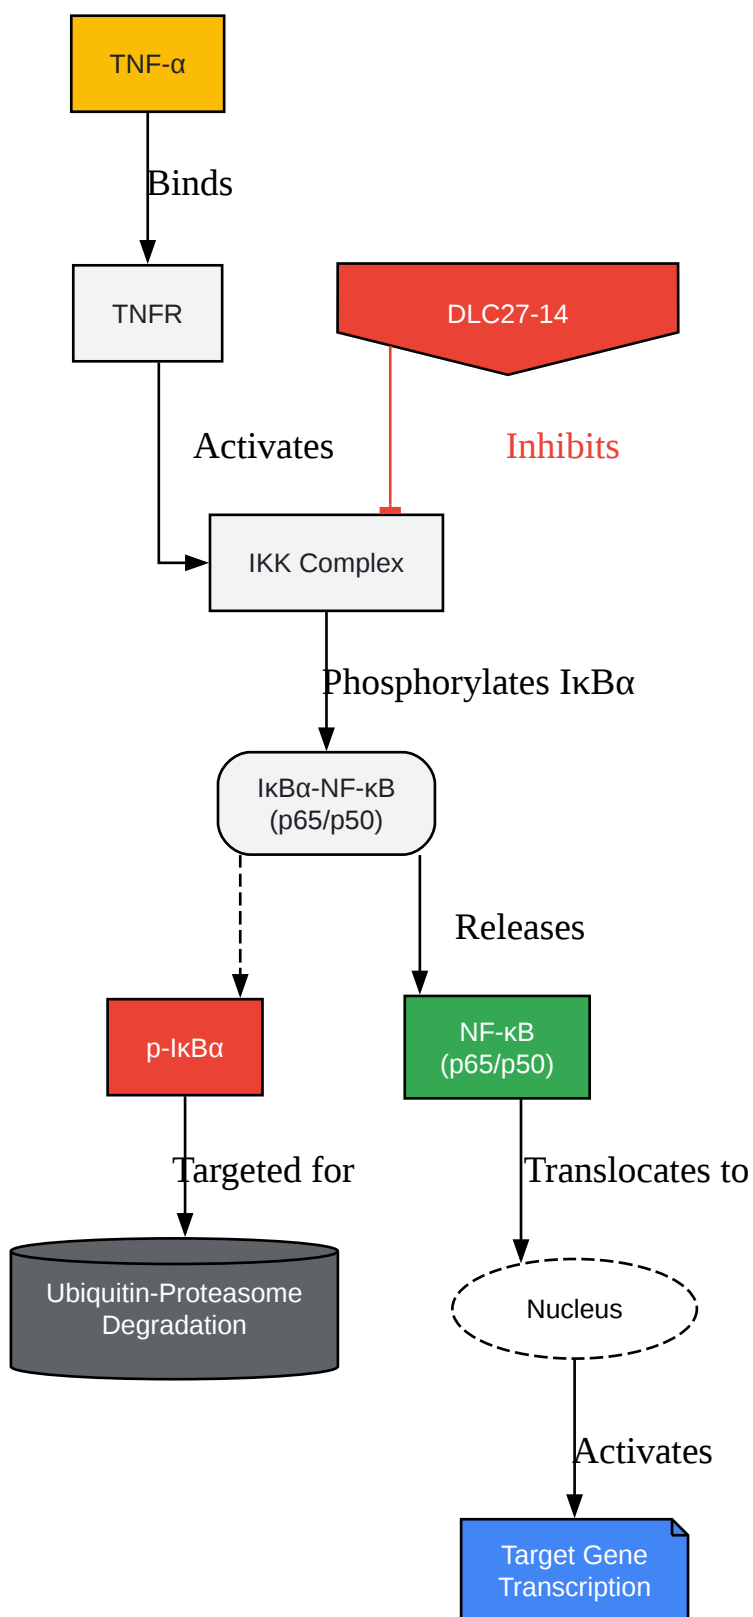 TNF-α
Binds
TNFR
DLC27-14
Activates
Inhibits
IKK Complex
Phosphorylates IκBα
IκBα-NF-κB
(p65/p50)
Releases
p-IκBα
NF-κB
(p65/p50)
Targeted for
Translocates to
Ubiquitin-Proteasome
Degradation
Nucleus
Activates
Target Gene
Transcription